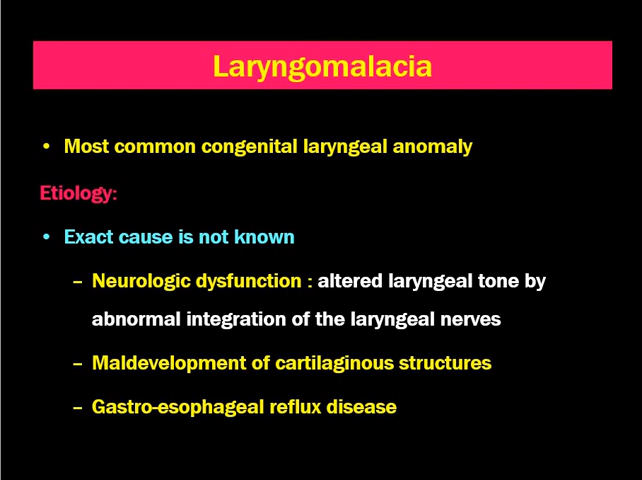 Laryngomalacia
• Most common congenital laryngeal anomaly
Etiology:
• Exact cause is not known
– Neurologic dysfunction : altered laryngeal tone by
abnormal integration of the laryngeal nerves
– Maldevelopment of cartilaginous structures
– Gastro-esophageal reflux disease